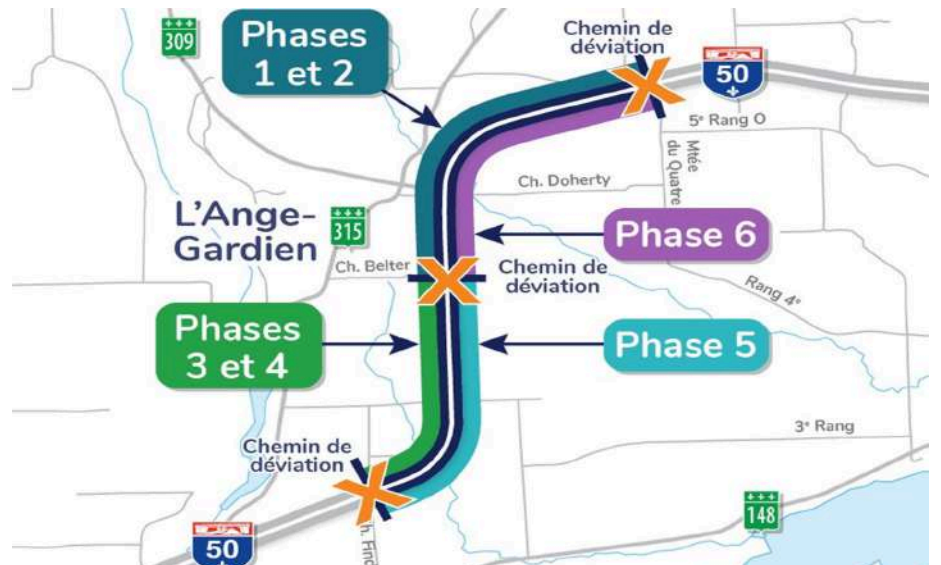 309
Phases
1 et 2
Chemin de
déviation
50
5e Rang O
Mtée
du Quatre
Ch. Doherty
L'Ange-
Gardien
315
Phase 6
Ch. Belter
Chemin de
déviation
Rang 4e
Phases
3 et 4
Phase 5
3e Rang
Chemin de
déviation
148
50